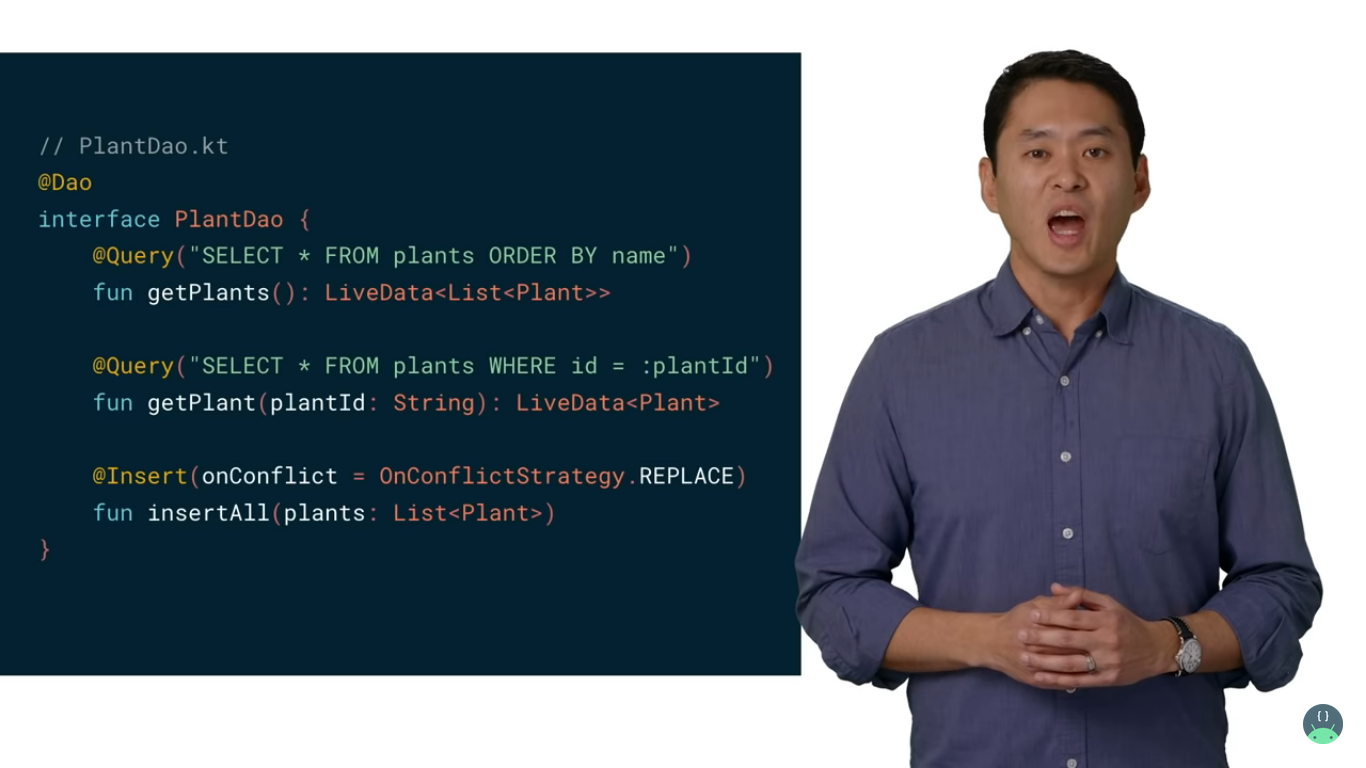 // PlantDao.kt
@Dao
interface PlantDao {
    @Query("SELECT * FROM plants ORDER BY name")
    fun getPlants(): LiveData<List<Plant>>
    @Query("SELECT * FROM plants WHERE id = :plantId")
    fun getPlant(plantId: String): LiveData<Plant>
    @Insert(onConflict = OnConflictStrategy.REPLACE)
    fun insertAll(plants: List<Plant>)
}
{}